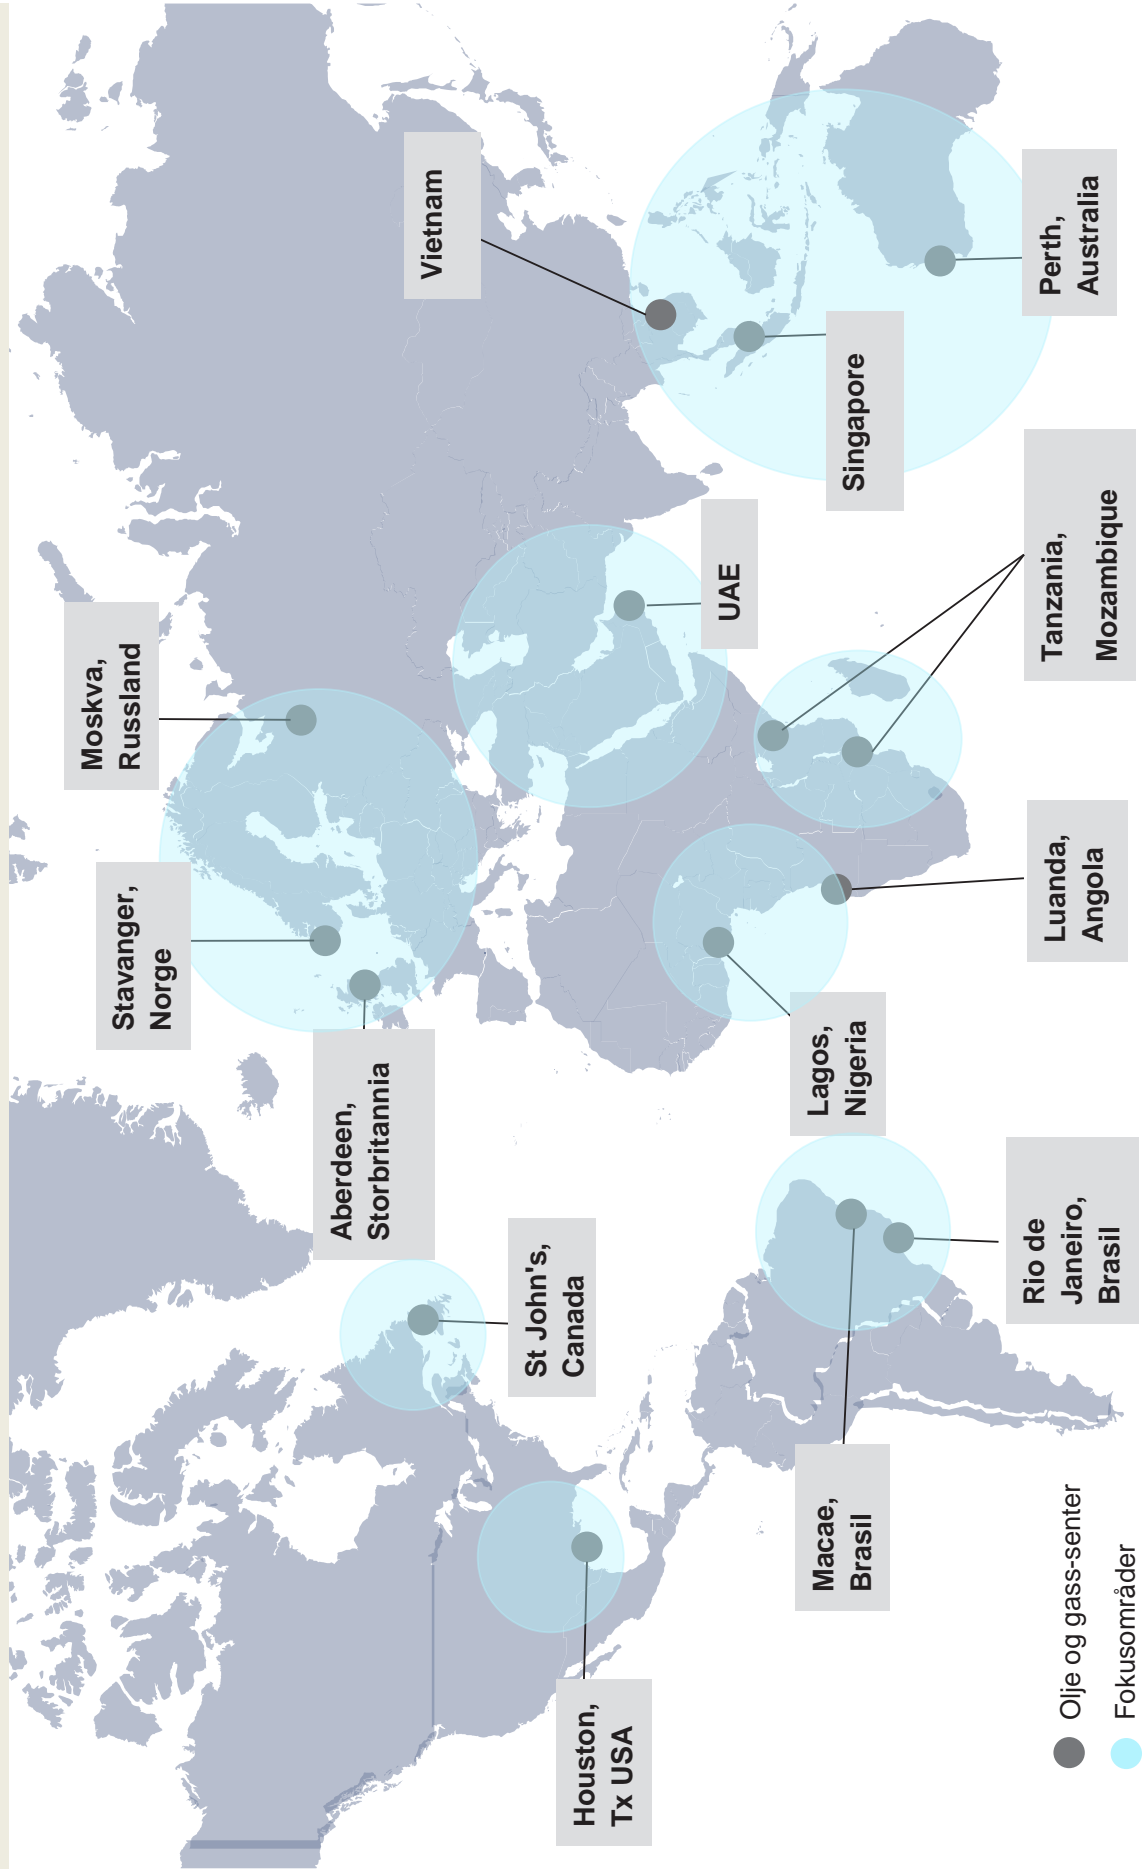 Moskva,
Russland
Stavanger,
Norge
Aberdeen,
Storbritannia
Vietnam
St John's,
Canada
Houston,
Tx USA
UAE
Lagos,
Nigeria
Macae,
Brasil
Singapore
Rio de
Janeiro,
Brasil
Luanda,
Angola
Tanzania,
Mozambique
Perth,
Australia
Olje og gass-senter
Fokusområder